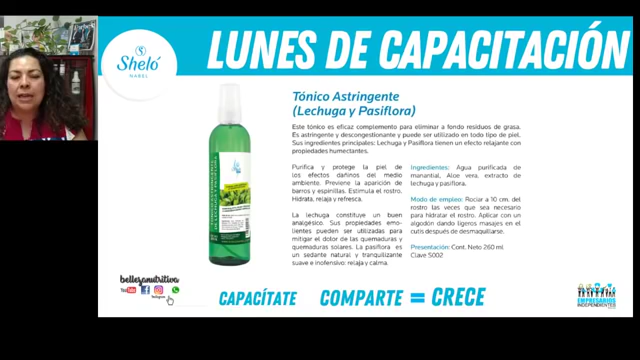 LUNES DE CAPACITACIÓN
Sheló
NABEL
Tónico Astringente
(Lechuga y Pasiflora)
Este tónico es eficaz complemento para eliminar a fondo residuos de grasa.
Es astringente y descongestionante y puede ser utilizado en todo tipo de piel.
Sus ingredientes principales: Lechuga y Pasiflora tienen un efecto relajante con
propiedades humectantes.
Purifica y protege la piel de
los efectos dañinos del medio
ambiente. Previene la aparición de
barros y espinillas. Estimula el rostro.
Hidrata, relaja y refresca.
La lechuga constituye un buen
analgésico. Sus propiedades emo-
lientes pueden ser utilizadas para
mitigar el dolor de las quemaduras y
quemaduras solares. La pasiflora es
un sedante natural y tranquilizante
suave e inofensivo: relaja y calma.
Ingredientes: Agua purificada de
manantial, Aloe vera, extracto de
lechuga y pasiflora.
Modo de empleo: Rociar a 10 cm. del
rostro las veces que sea necesario
para hidratar el rostro. Aplicar con un
algodón dando ligeros masajes en el
cutis después de desmaquillarse.
Presentación: Cont. Neto 260 ml
Clave S002
bellezanutritiva
YouTube
Instagram
CAPACÍTATE COMPARTE = CRECE
EMPRESARIOS
INDEPENDIENTES